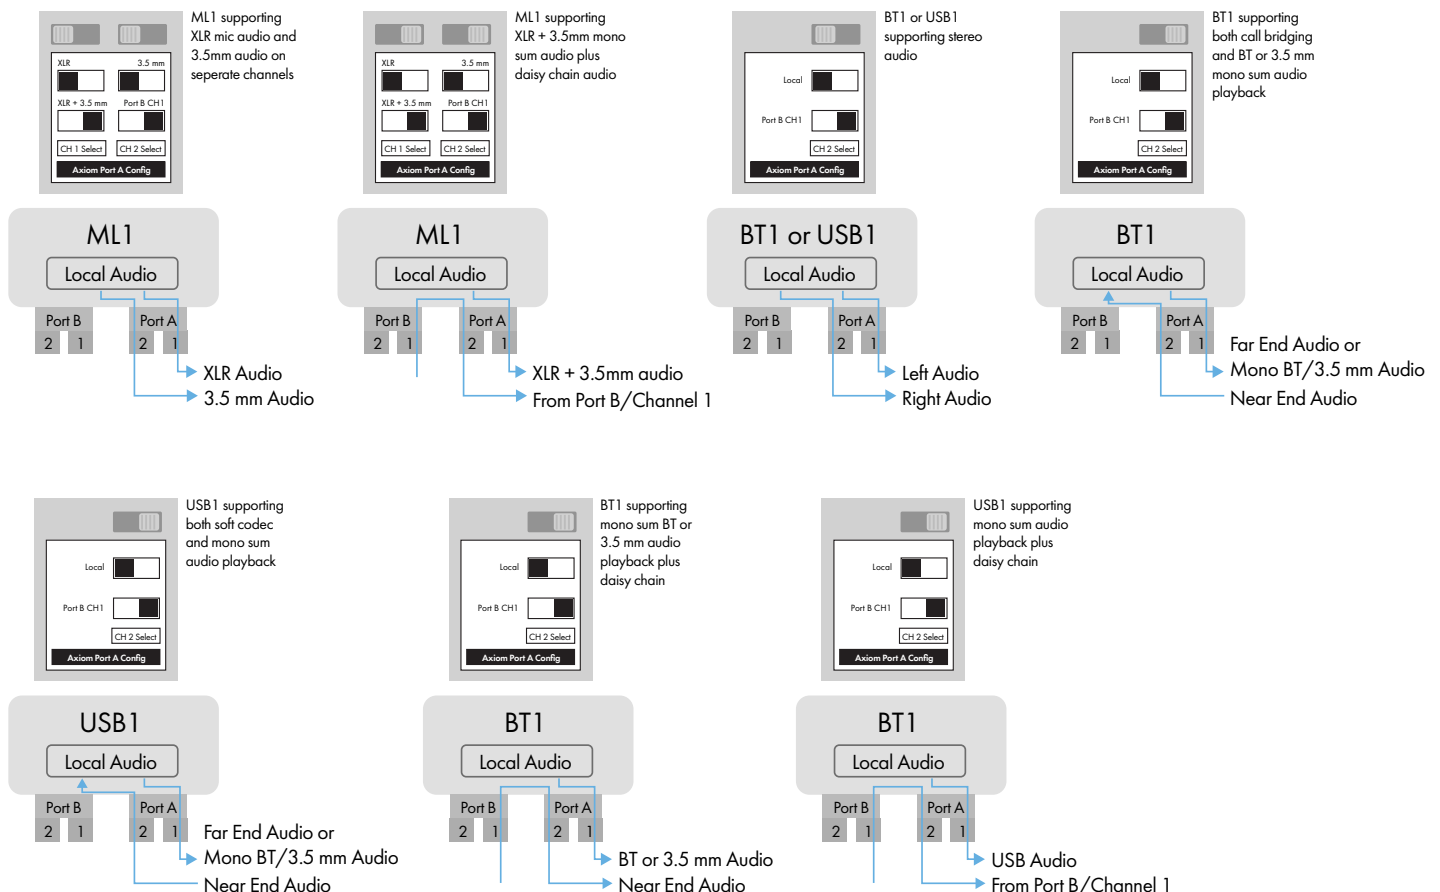 ML1 supporting
XLR mic audio and
3.5mm audio on
seperate channels
XLR 3.5 mm
XLR + 3.5 mm Port B CH1
CH 1 Select CH 2 Select
Axiom Port A Config
ML1
Local Audio
Port B Port A
2 1 2 1
XLR Audio
3.5 mm Audio
ML1 supporting
XLR + 3.5mm mono
sum audio plus
daisy chain audio
XLR 3.5 mm
XLR + 3.5 mm Port B CH1
CH 1 Select CH 2 Select
Axiom Port A Config
ML1
Local Audio
Port B Port A
2 1 2 1
XLR + 3.5mm audio
From Port B/Channel 1
BT1 or USB1
supporting stereo
audio
Local
Port B CH1
CH 2 Select
Axiom Port A Config
BT1 or USB1
Local Audio
Port B Port A
2 1 2 1
Left Audio
Right Audio
BT1 supporting
both call bridging
and BT or 3.5 mm
mono sum audio
playback
Local
Port B CH1
CH 2 Select
Axiom Port A Config
BT1
Local Audio
Port B Port A
2 1 2 1
Far End Audio or
Mono BT/3.5 mm Audio
Near End Audio
USB1 supporting
both soft codec
and mono sum
audio playback
Local
Port B CH1
CH 2 Select
Axiom Port A Config
USB1
Local Audio
Port B Port A
2 1 2 1
Far End Audio or
Mono BT/3.5 mm Audio
Near End Audio
BT1 supporting
mono sum BT or
3.5 mm audio
playback plus
daisy chain
Local
Port B CH1
CH 2 Select
Axiom Port A Config
BT1
Local Audio
Port B Port A
2 1 2 1
BT or 3.5 mm Audio
Near End Audio
USB1 supporting
mono sum audio
playback plus
daisy chain
Local
Port B CH1
CH 2 Select
Axiom Port A Config
BT1
Local Audio
Port B Port A
2 1 2 1
USB Audio
From Port B/Channel 1